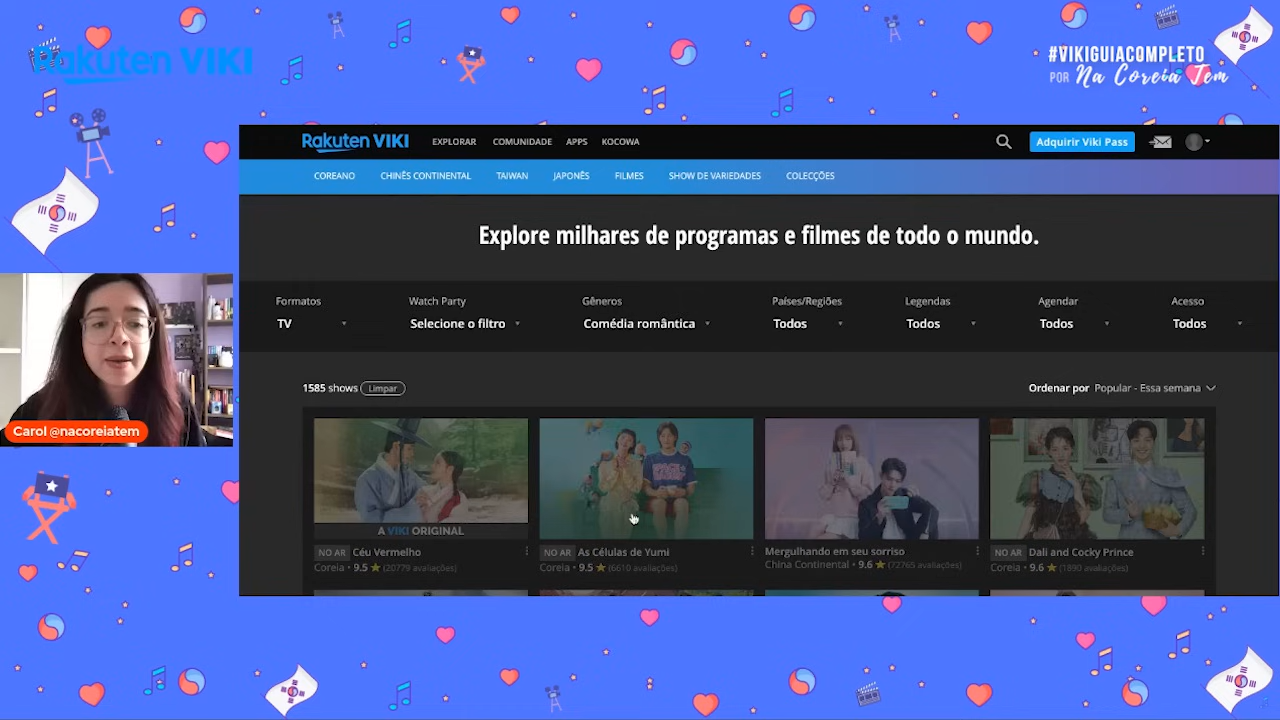 Rakuten VIKI
#VIKIGUIACOMPLETO
POR Na Coreia Tem
Rakuten VIKI EXPLORAR COMUNIDADE APPS KOCOWA Adquirir Viki Pass
COREANO CHINÊS CONTINENTAL TAIWAN JAPONÊS FILMES SHOW DE VARIEDADES COLECÇÕES
Explore milhares de programas e filmes de todo o mundo.
Formatos Watch Party Gêneros Países/Regiões Legendas Agendar Acesso
TV Selecione o filtro Comédia romântica Todos Todos Todos Todos
1585 shows Limpar Ordenar por Popular - Essa semana
Carol @nacoreiatem
A VIKI ORIGINAL
NO AR Céu Vermelho NO AR As Células de Yumi Mergulhando em seu sorriso NO AR Dali and Cocky Prince
Coreia • 9.5 (20779 avaliações) Coreia • 9.5 (6610 avaliações) China Continental • 9.6 (72765 avaliações) Coreia • 9.6 (1890 avaliações)